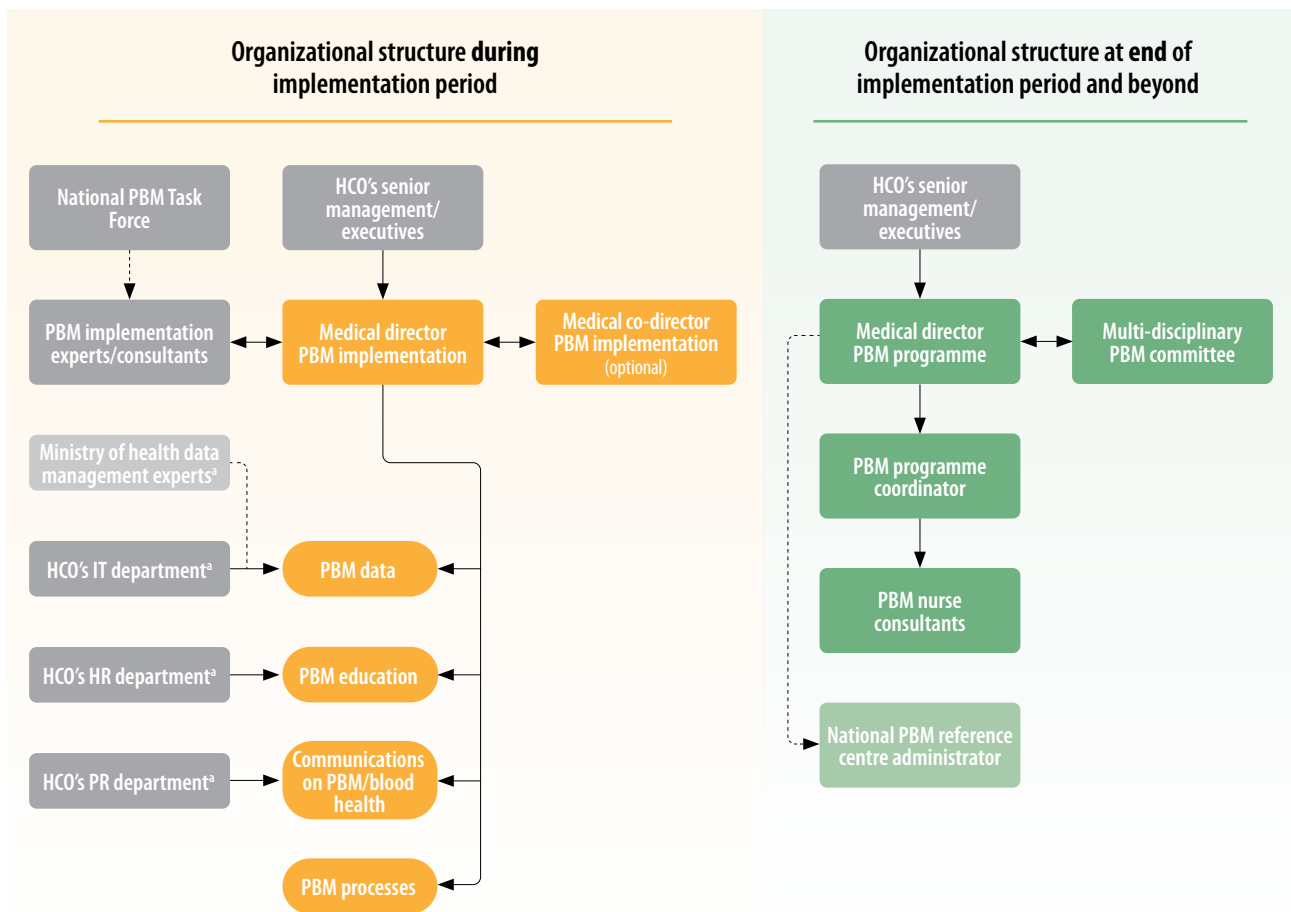 Organizational structure during
implementation period
National PBM Task
Force
HCO's senior
management/
executives
PBM implementation
experts/consultants
Medical director
PBM implementation
Medical co-director
PBM implementation
(optional)
Ministry of health data
management expertsᵃ
HCO's IT departmentᵃ
PBM data
HCO's HR departmentᵃ
PBM education
HCO's PR departmentᵃ
Communications
on PBM/blood
health
PBM processes
Organizational structure at end of
implementation period and beyond
HCO's senior
management/
executives
Medical director
PBM programme
Multi-disciplinary
PBM committee
PBM programme
coordinator
PBM nurse
consultants
National PBM reference
centre administrator